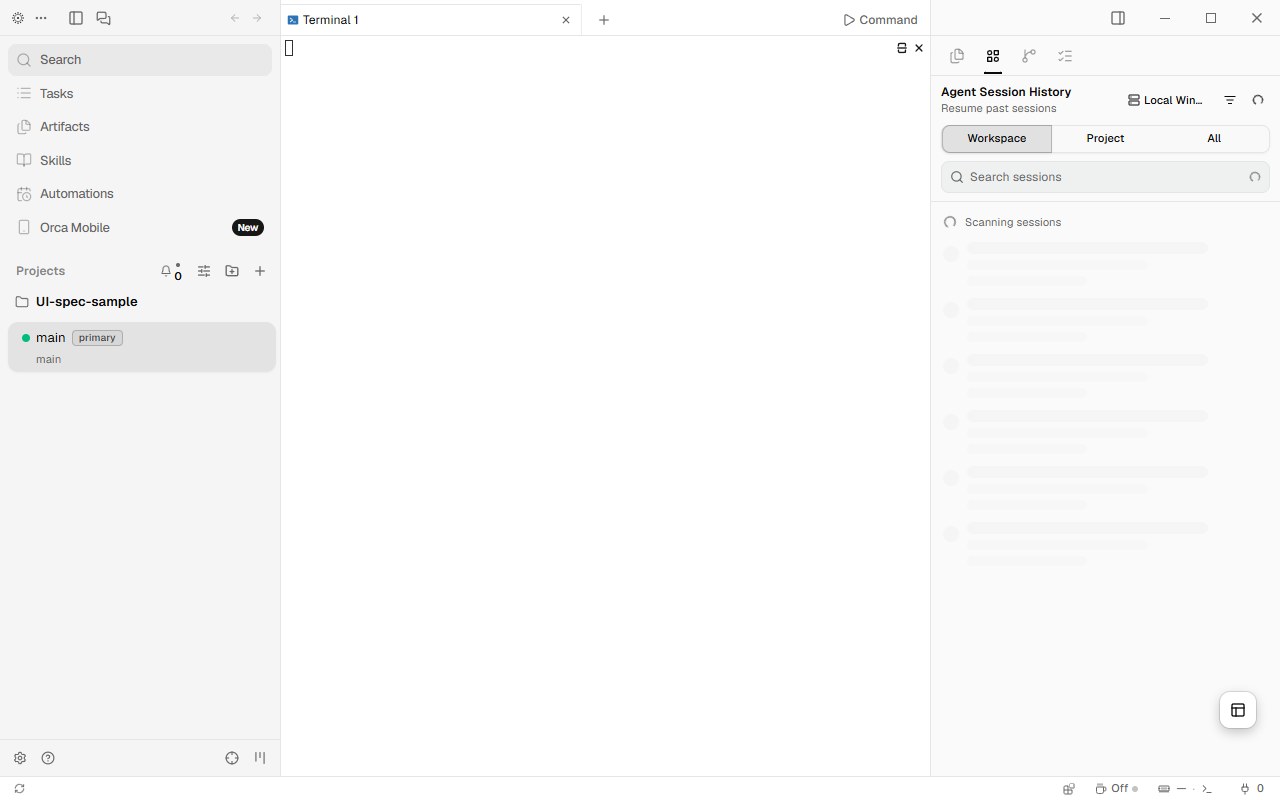 Terminal 1
Command
Search
Tasks
Artifacts
Skills
Automations
Orca Mobile
New
Projects
0
UI-spec-sample
main
primary
main
Agent Session History
Resume past sessions
Local Win...
Workspace
Project
All
Search sessions
Scanning sessions
Off
0